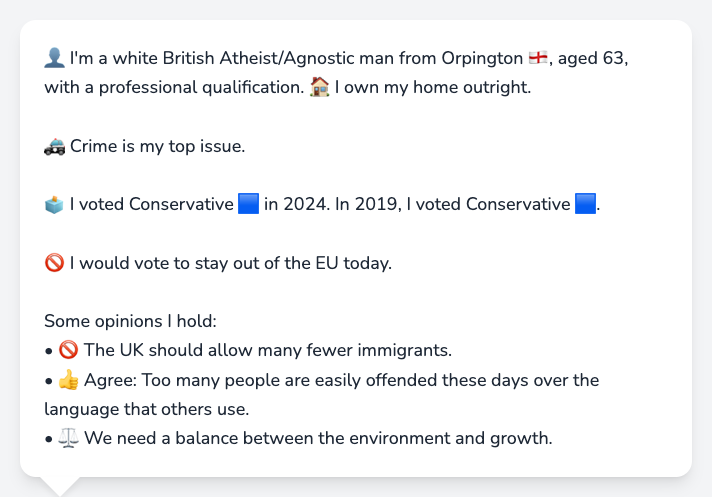 👤 I'm a white British Atheist/Agnostic man from Orpington 🏴󠁧󠁢󠁥󠁮󠁧󠁿, aged 63,
with a professional qualification. 🏠 I own my home outright.
🚓 Crime is my top issue.
🗳️ I voted Conservative 🟦 in 2024. In 2019, I voted Conservative 🟦.
🚫 I would vote to stay out of the EU today.
Some opinions I hold:
• 🚫 The UK should allow many fewer immigrants.
• 👍 Agree: Too many people are easily offended these days over the
language that others use.
• ⚖️ We need a balance between the environment and growth.